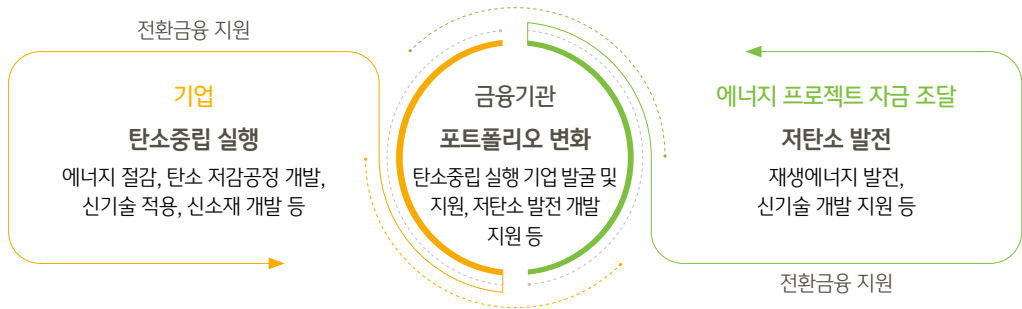 전환금융 지원
기업
탄소중립 실행
에너지 절감, 탄소 저감공정 개발,
신기술 적용, 신소재 개발 등
금융기관
포트폴리오 변화
탄소중립 실행 기업 발굴 및
지원, 저탄소 발전 개발
지원 등
에너지 프로젝트 자금 조달
저탄소 발전
재생에너지 발전,
신기술 개발 지원 등
전환금융 지원